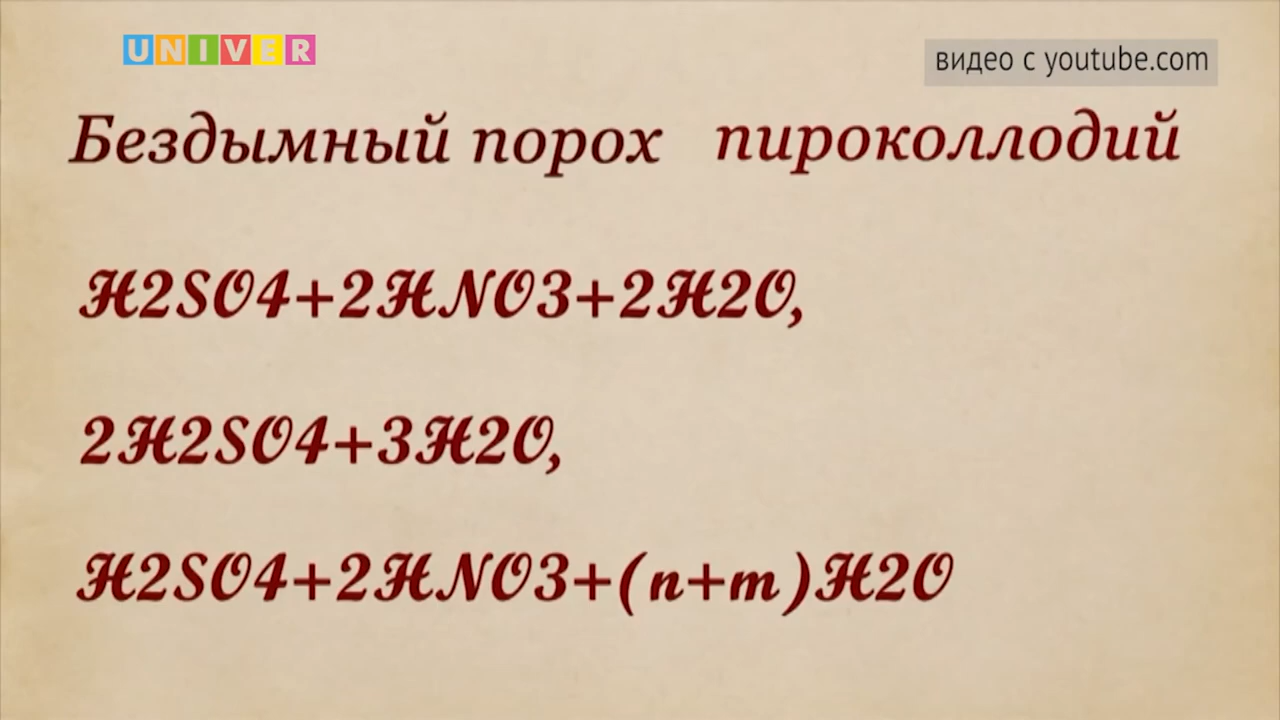 UNIVER
видео с youtube.com
Бездымный порох пироколлодий
H2SO4+2HNO3+2H2O,
2H2SO4+3H2O,
H2SO4+2HNO3+(n+m)H2O